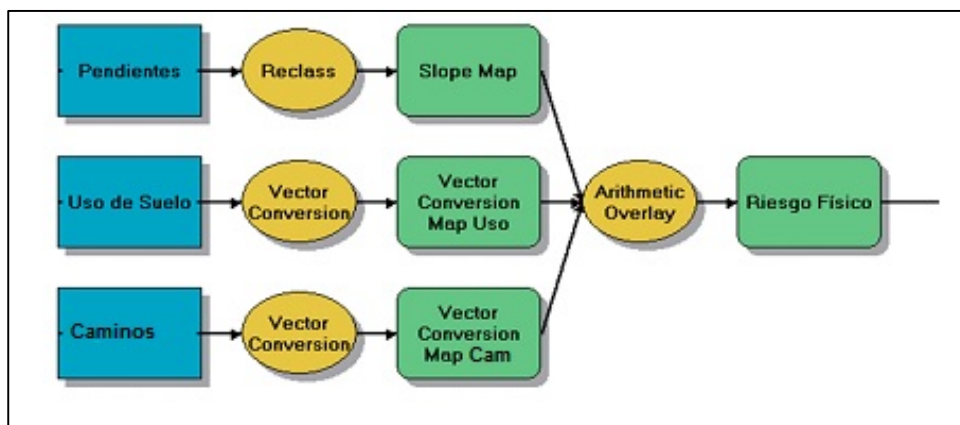 Pendientes
Reclass
Slope Map
Uso de Suelo
Vector
Conversion
Vector
Conversion
Map Uso
Arithmetic
Overlay
Riesgo Físico
Caminos
Vector
Conversion
Vector
Conversion
Map Cam